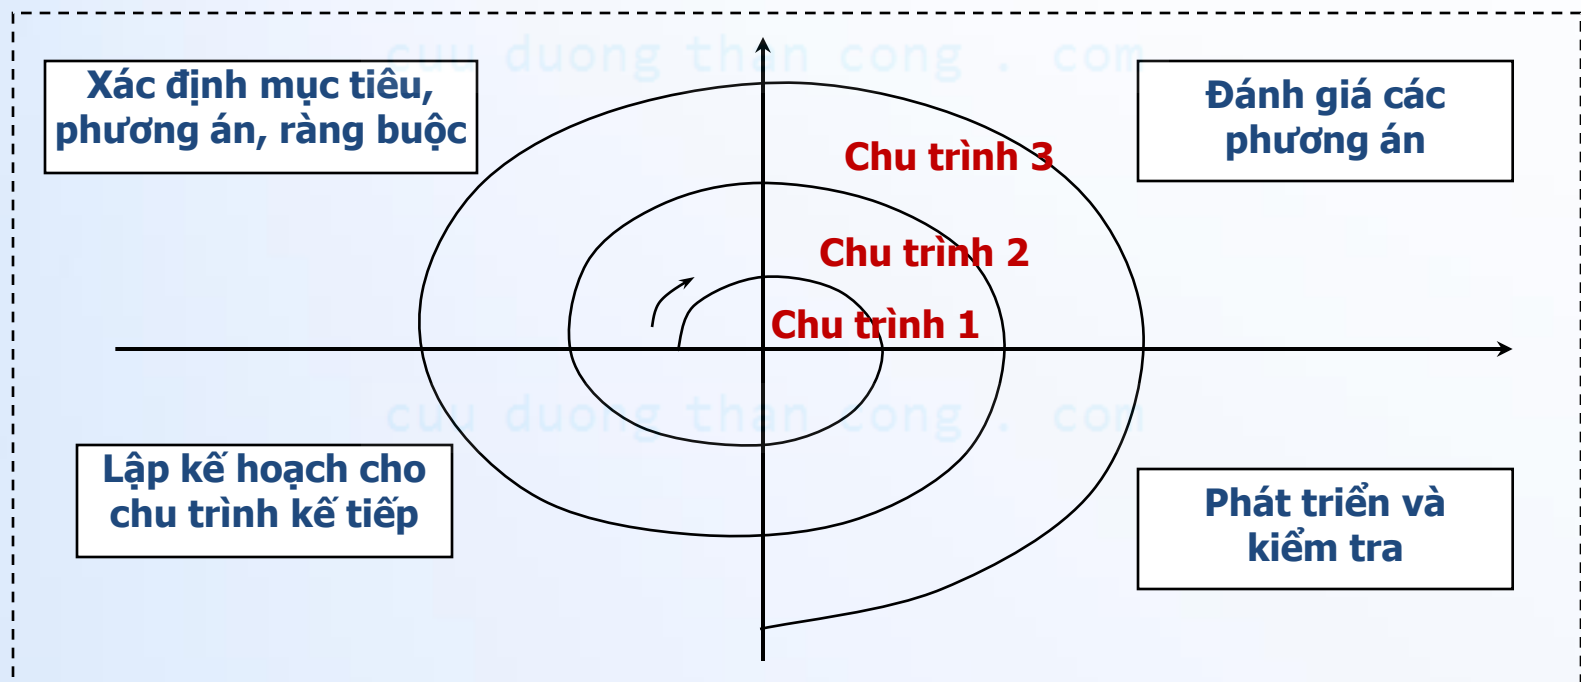 cuu duong than cong . com
Xác định mục tiêu,
phương án, ràng buộc
Đánh giá các
phương án
Chu trình 3
Chu trình 2
Chu trình 1
cuu duong than cong . com
Lập kế hoạch cho
chu trình kế tiếp
Phát triển và
kiểm tra